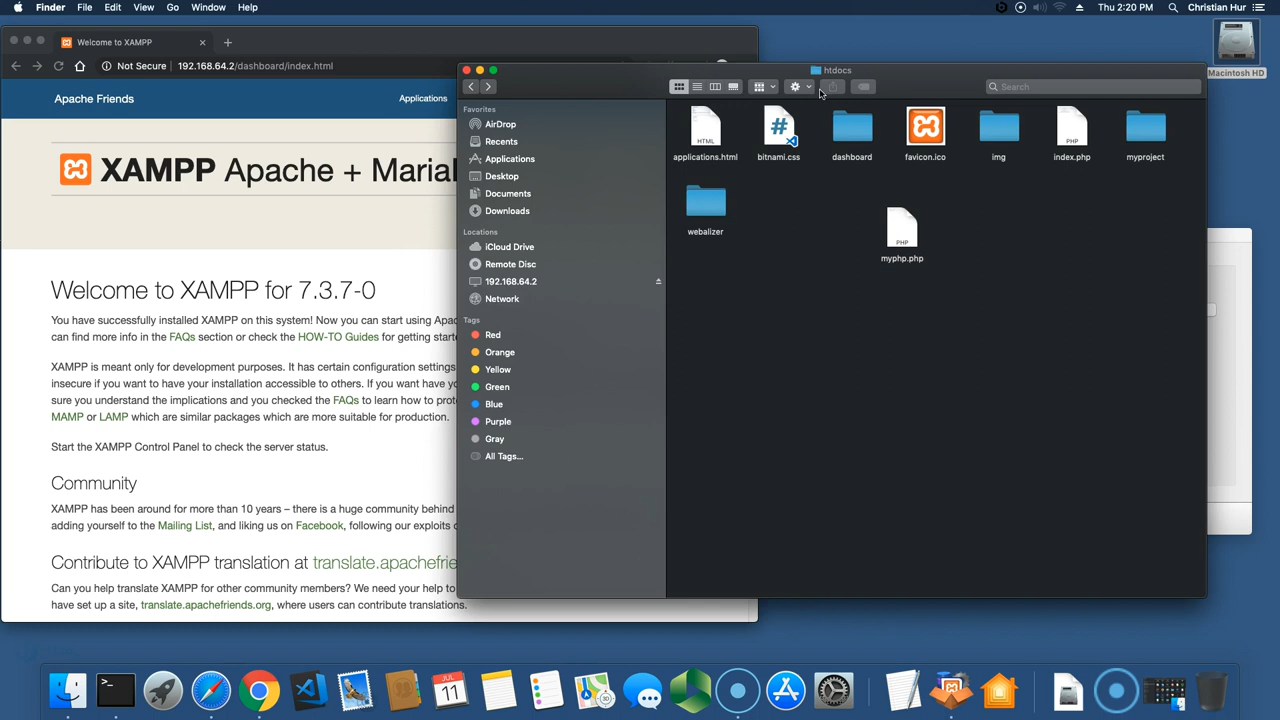 Finder File Edit View Go Window Help
Thu 2:20 PM Christian Hur
Welcome to XAMPP
Not Secure 192.168.64.2/dashboard/index.html
Apache Friends
Applications
XAMPP Apache + Maria
Welcome to XAMPP for 7.3.7-0
You have successfully installed XAMPP on this system! Now you can start using Apac
can find more info in the FAQs section or check the HOW-TO Guides for getting starte
XAMPP is meant only for development purposes. It has certain configuration settings
insecure if you want to have your installation accessible to others. If you want have yo
sure you understand the implications and you checked the FAQs to learn how to prote
MAMP or LAMP which are similar packages which are more suitable for production.
Start the XAMPP Control Panel to check the server status.
Community
XAMPP has been around for more than 10 years – there is a huge community behind
adding yourself to the Mailing List, and liking us on Facebook, following our exploits o
Contribute to XAMPP translation at translate.apachefrie
Can you help translate XAMPP for other community members? We need your help to
have set up a site, translate.apachefriends.org, where users can contribute translations.
htdocs
Search
Favorites
AirDrop
Recents
Applications
Desktop
Documents
Downloads
Locations
iCloud Drive
Remote Disc
192.168.64.2
Network
Tags
Red
Orange
Yellow
Green
Blue
Purple
Gray
All Tags...
HTML
PHP
applications.html bitnami.css dashboard favicon.ico img index.php myproject
webalizer
PHP
myphp.php
Macintosh HD
JUL
11